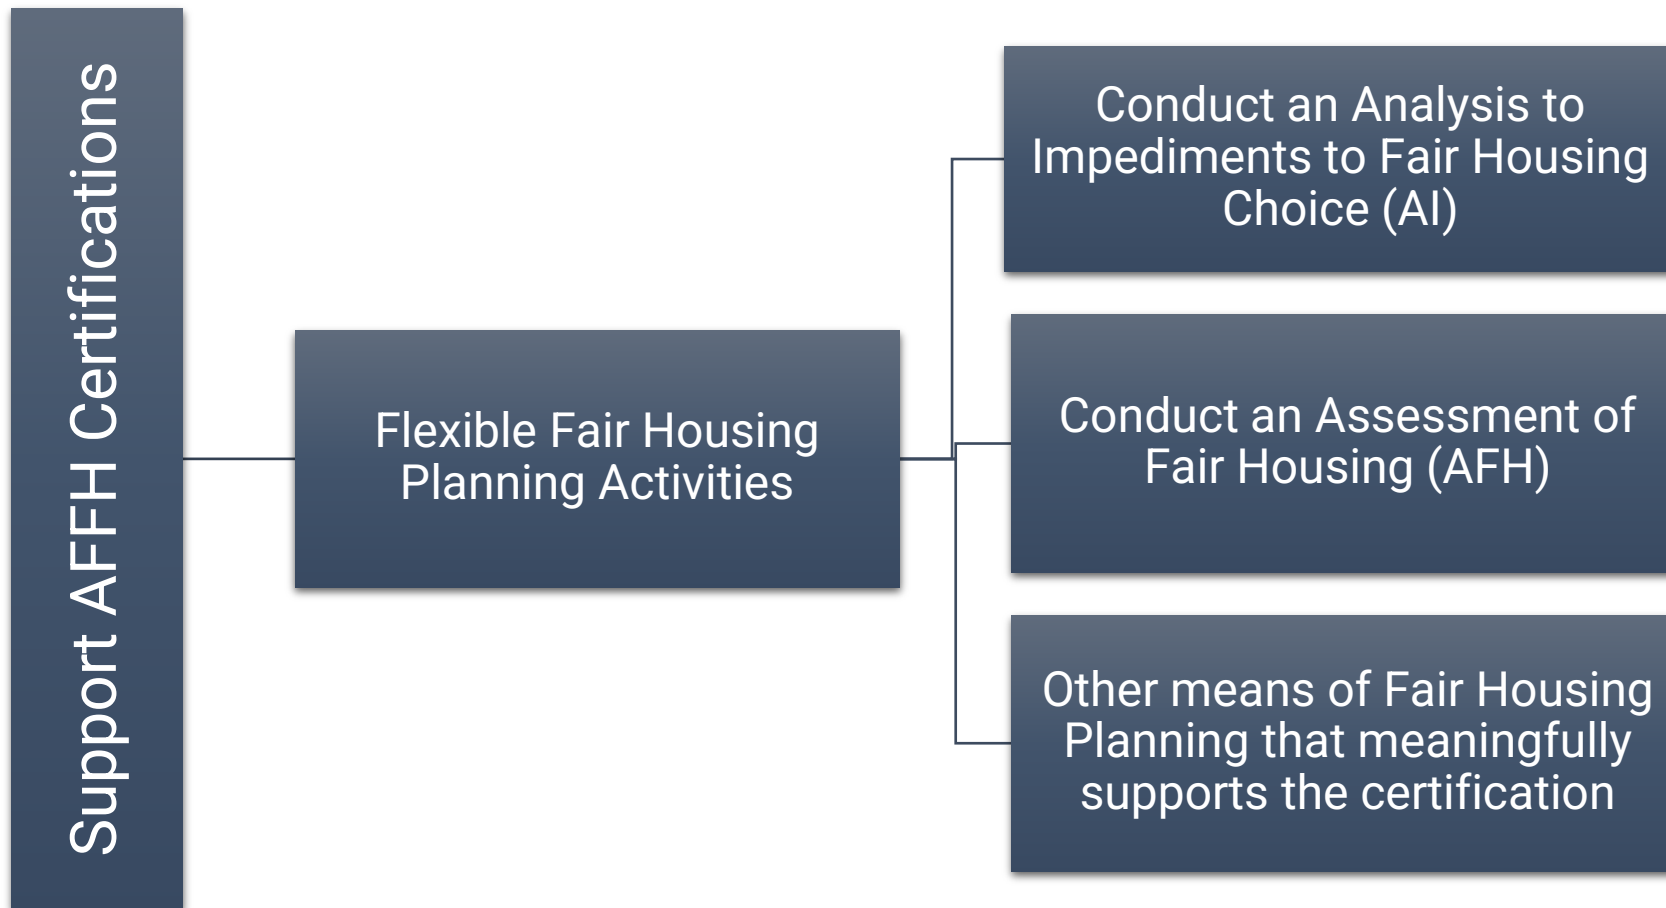 Support AFFH Certifications
Flexible Fair Housing
Planning Activities
Conduct an Analysis to
Impediments to Fair Housing
Choice (AI)
Conduct an Assessment of
Fair Housing (AFH)
Other means of Fair Housing
Planning that meaningfully
supports the certification